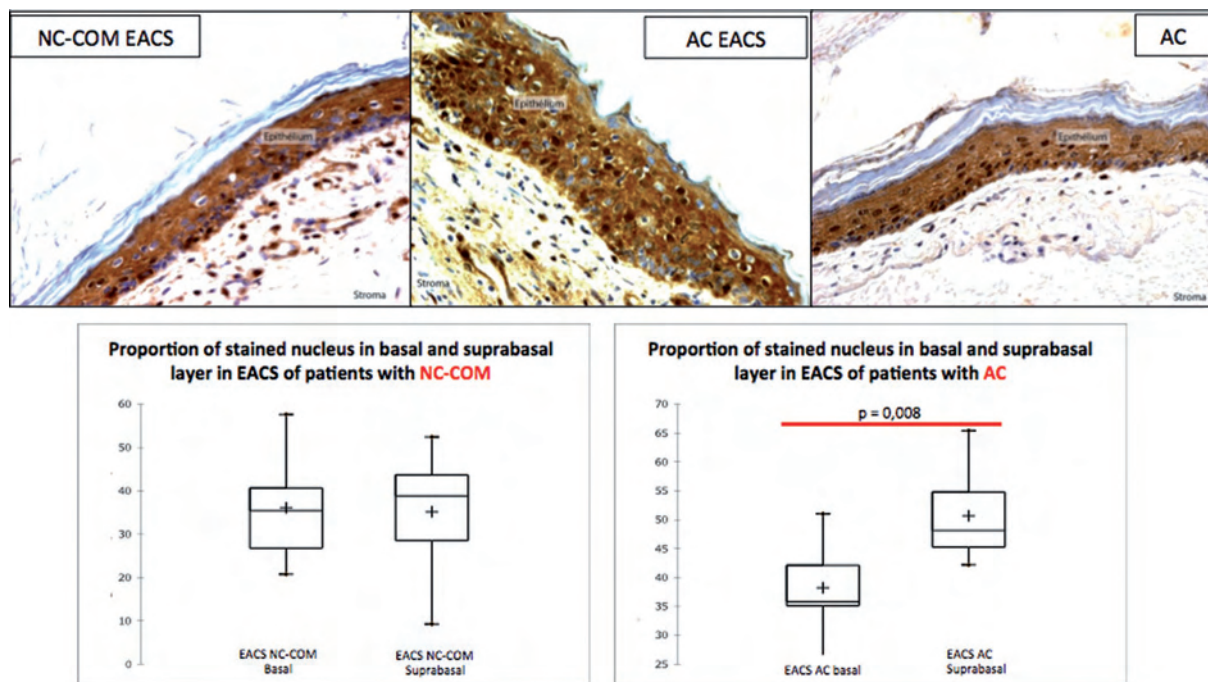 NC-COM EACS
AC EACS
AC
Epithélium
Epithélium
Epithélium
Stroma
Stroma
Stroma
Proportion of stained nucleus in basal and suprabasal
layer in EACS of patients with NC-COM
60
50
40
30
20
10
0
EACS NC-COM
Basal
EACS NC-COM
Suprabasal
Proportion of stained nucleus in basal and suprabasal
layer in EACS of patients with AC
p = 0,008
70
65
60
55
50
45
40
35
30
25
EACS AC basal
EACS AC
Suprabasal